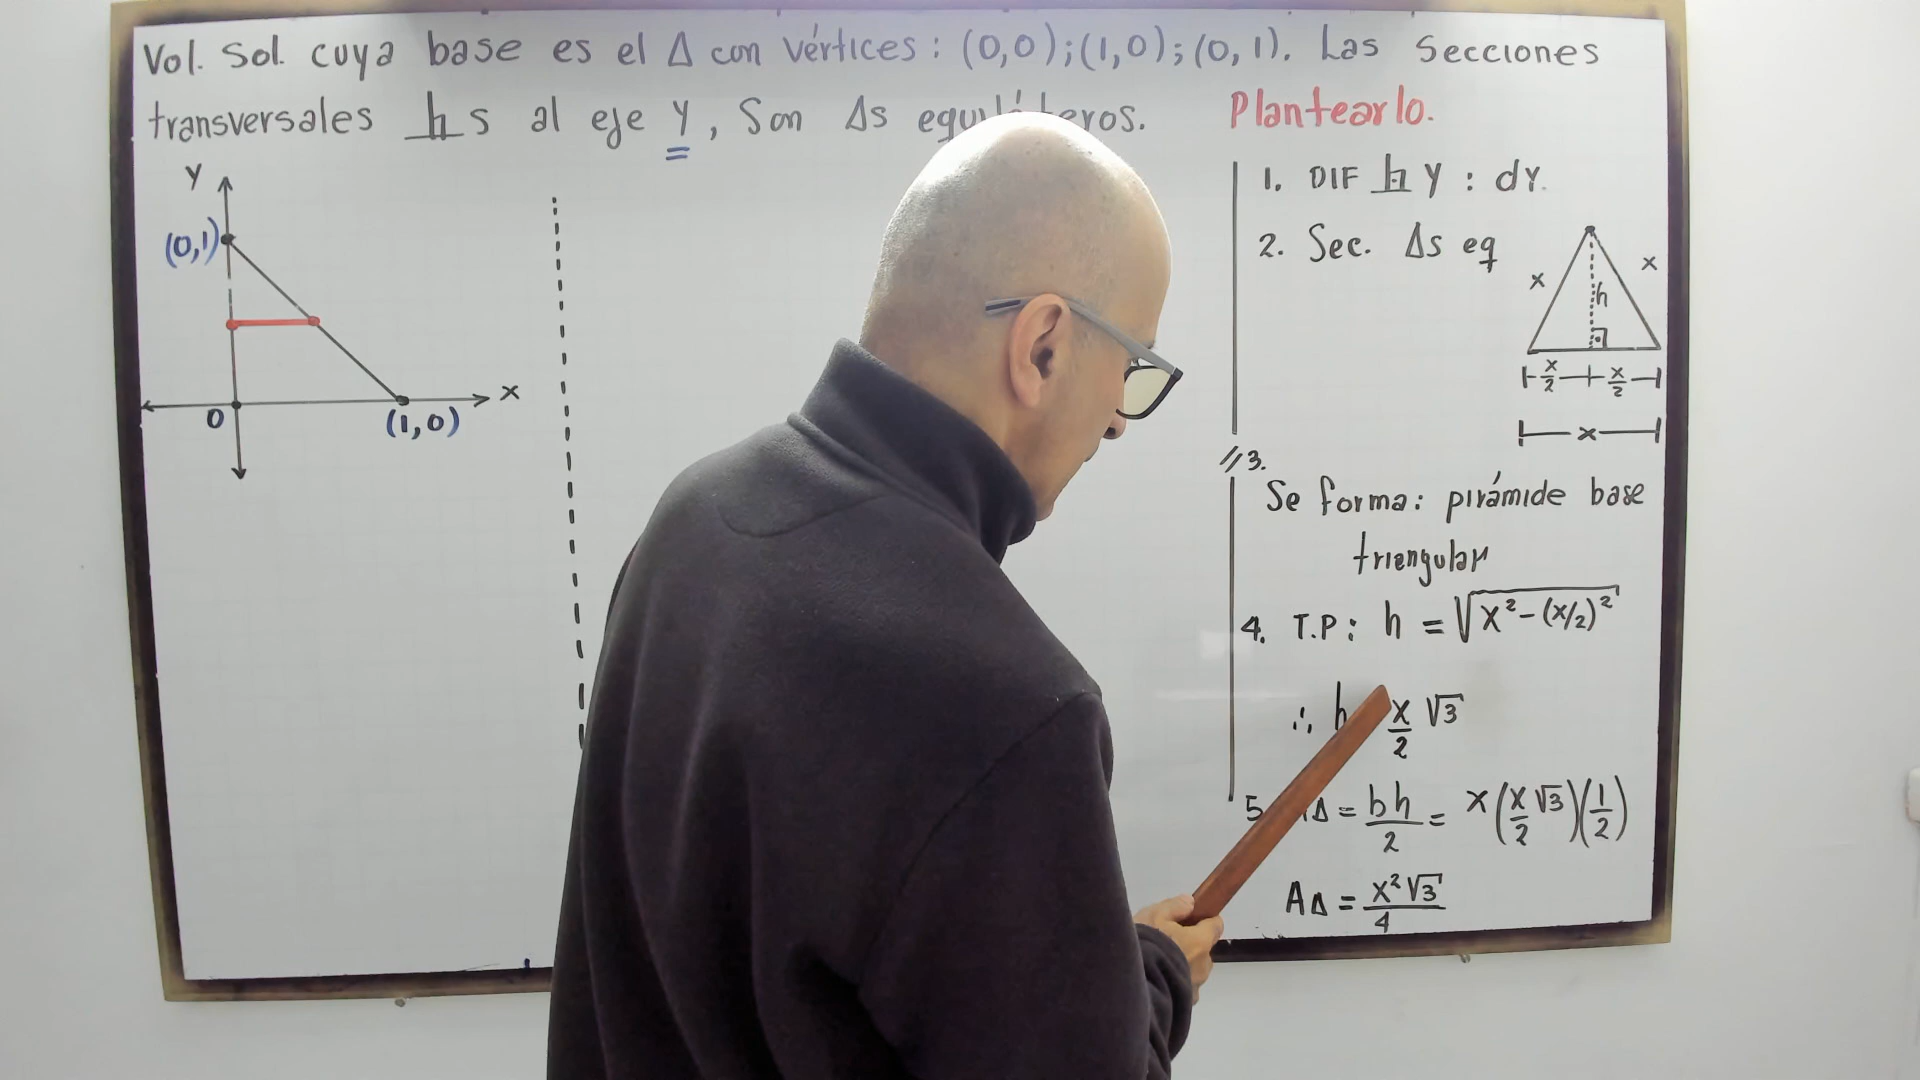 Vol. Sol. cuya base es el Δ con vértices : (0,0);(1,0);(0,1). Las Secciones
transversales ⊥s al eje Y, Son Δs eros.
Plantearlo.
Y
(0,1)
x
0
(1,0)
1. DIF ⊥ Y : dY.
2. Sec. Δs eq
x
x
h
x/2 x/2
x
//3.
Se forma: pirámide base
triangular
4. T.P: h = √(x² - (x/2)²)
∴ h x/2 √3
5 Δ = bh/2 = x(x/2 √3)(1/2)
AΔ = x²√3/4